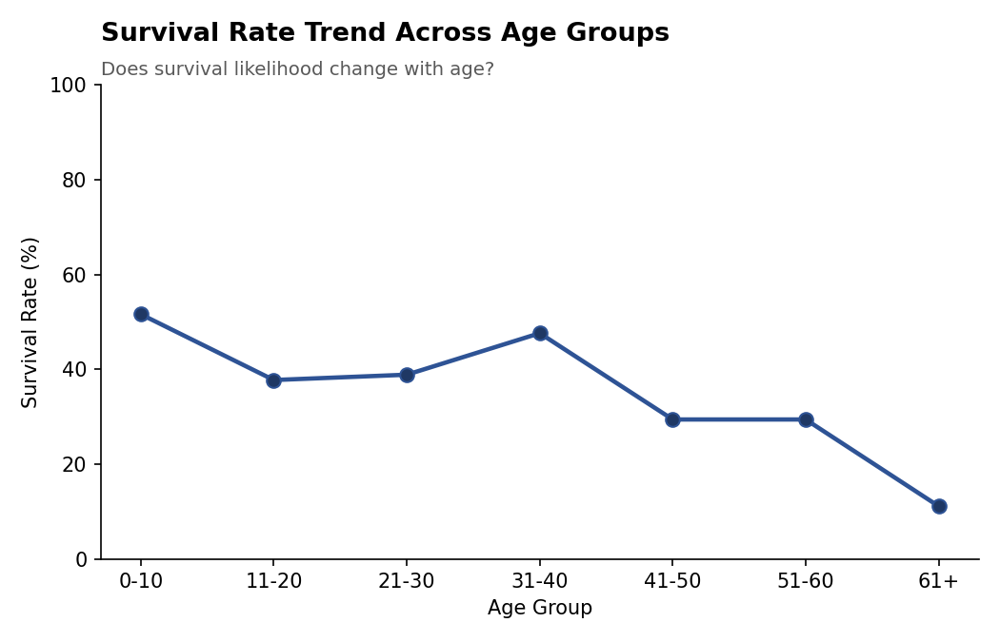 Survival Rate Trend Across Age Groups
Does survival likelihood change with age?
100
80
60
40
20
0
Survival Rate (%)
0-10 11-20 21-30 31-40 41-50 51-60 61+
Age Group